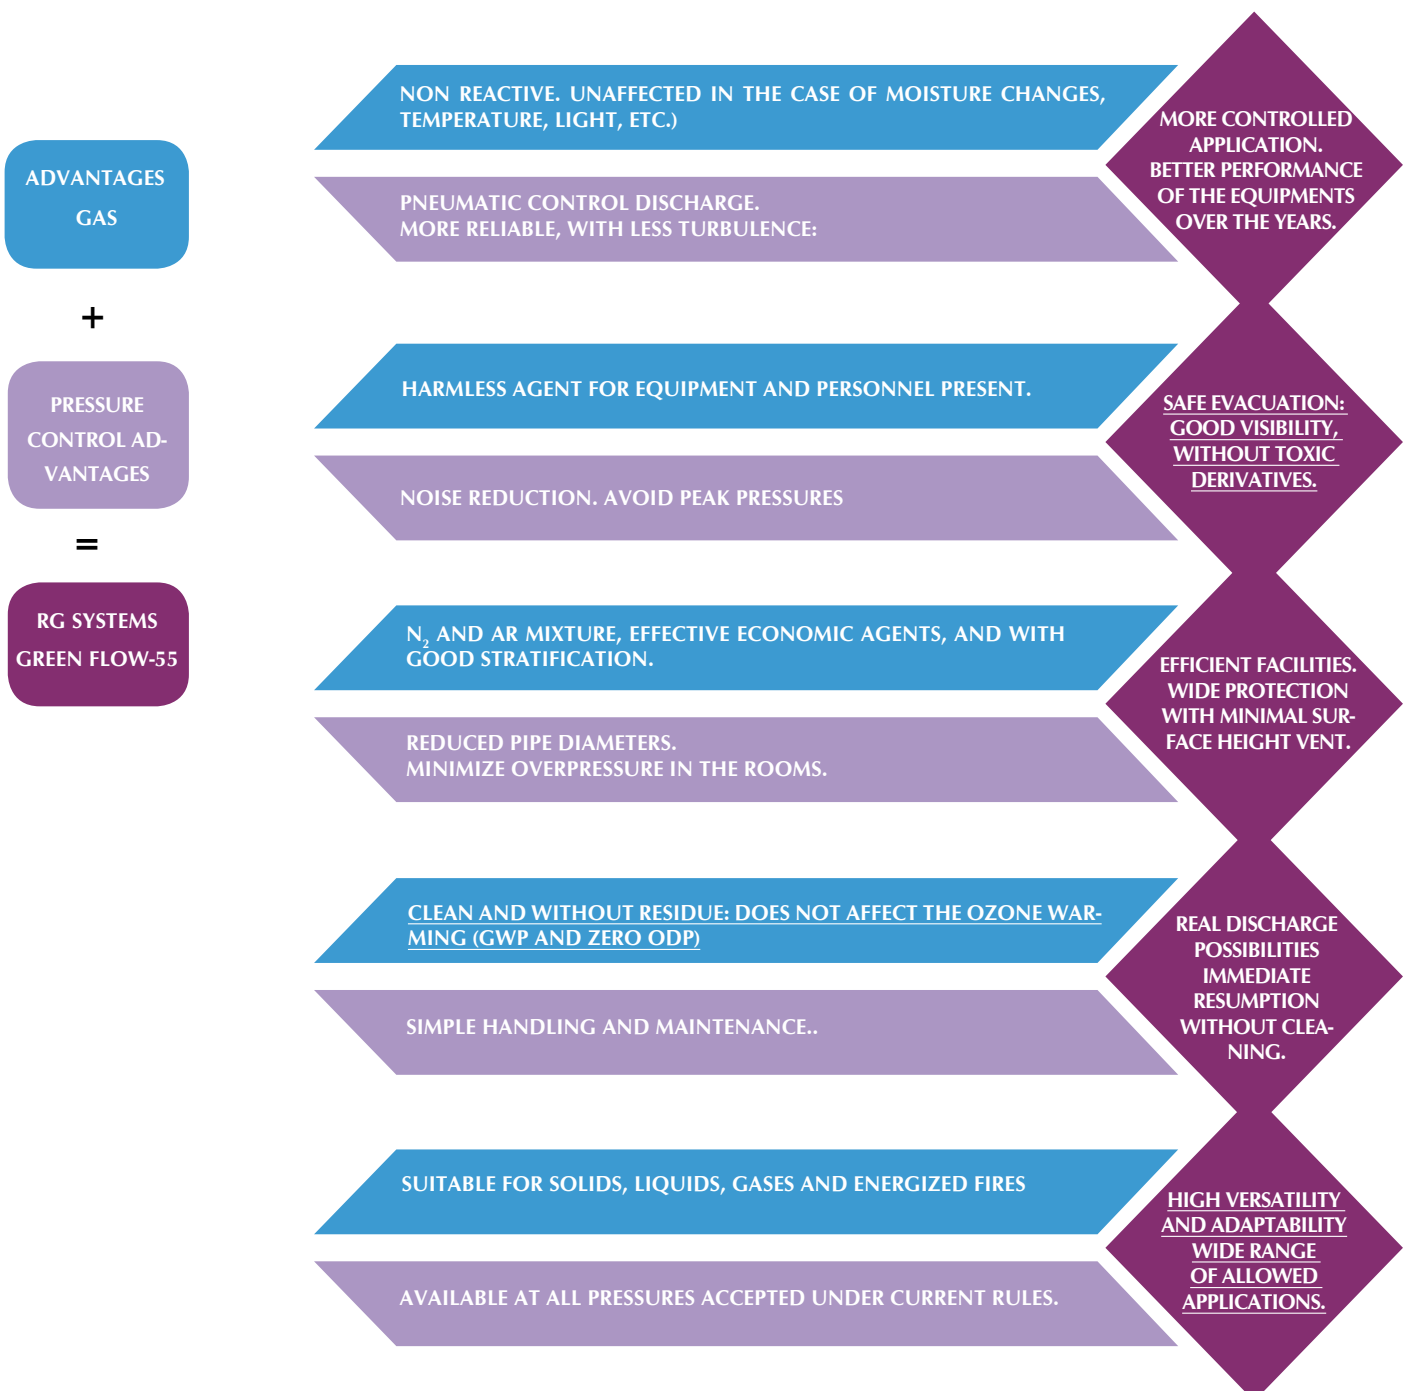 ADVANTAGES
GAS
+
PRESSURE
CONTROL AD-
VANTAGES
=
RG SYSTEMS
GREEN FLOW-55
NON REACTIVE. UNAFFECTED IN THE CASE OF MOISTURE CHANGES,
TEMPERATURE, LIGHT, ETC.)
PNEUMATIC CONTROL DISCHARGE.
MORE RELIABLE, WITH LESS TURBULENCE:
MORE CONTROLLED
APPLICATION.
BETTER PERFORMANCE
OF THE EQUIPMENTS
OVER THE YEARS.
HARMLESS AGENT FOR EQUIPMENT AND PERSONNEL PRESENT.
NOISE REDUCTION. AVOID PEAK PRESSURES
SAFE EVACUATION:
GOOD VISIBILITY,
WITHOUT TOXIC
DERIVATIVES.
N₂ AND AR MIXTURE, EFFECTIVE ECONOMIC AGENTS, AND WITH
GOOD STRATIFICATION.
REDUCED PIPE DIAMETERS.
MINIMIZE OVERPRESSURE IN THE ROOMS.
EFFICIENT FACILITIES.
WIDE PROTECTION
WITH MINIMAL SUR-
FACE HEIGHT VENT.
CLEAN AND WITHOUT RESIDUE: DOES NOT AFFECT THE OZONE WAR-
MING (GWP AND ZERO ODP)
SIMPLE HANDLING AND MAINTENANCE..
REAL DISCHARGE
POSSIBILITIES
IMMEDIATE
RESUMPTION
WITHOUT CLEA-
NING.
SUITABLE FOR SOLIDS, LIQUIDS, GASES AND ENERGIZED FIRES
AVAILABLE AT ALL PRESSURES ACCEPTED UNDER CURRENT RULES.
HIGH VERSATILITY
AND ADAPTABILITY
WIDE RANGE
OF ALLOWED
APPLICATIONS.